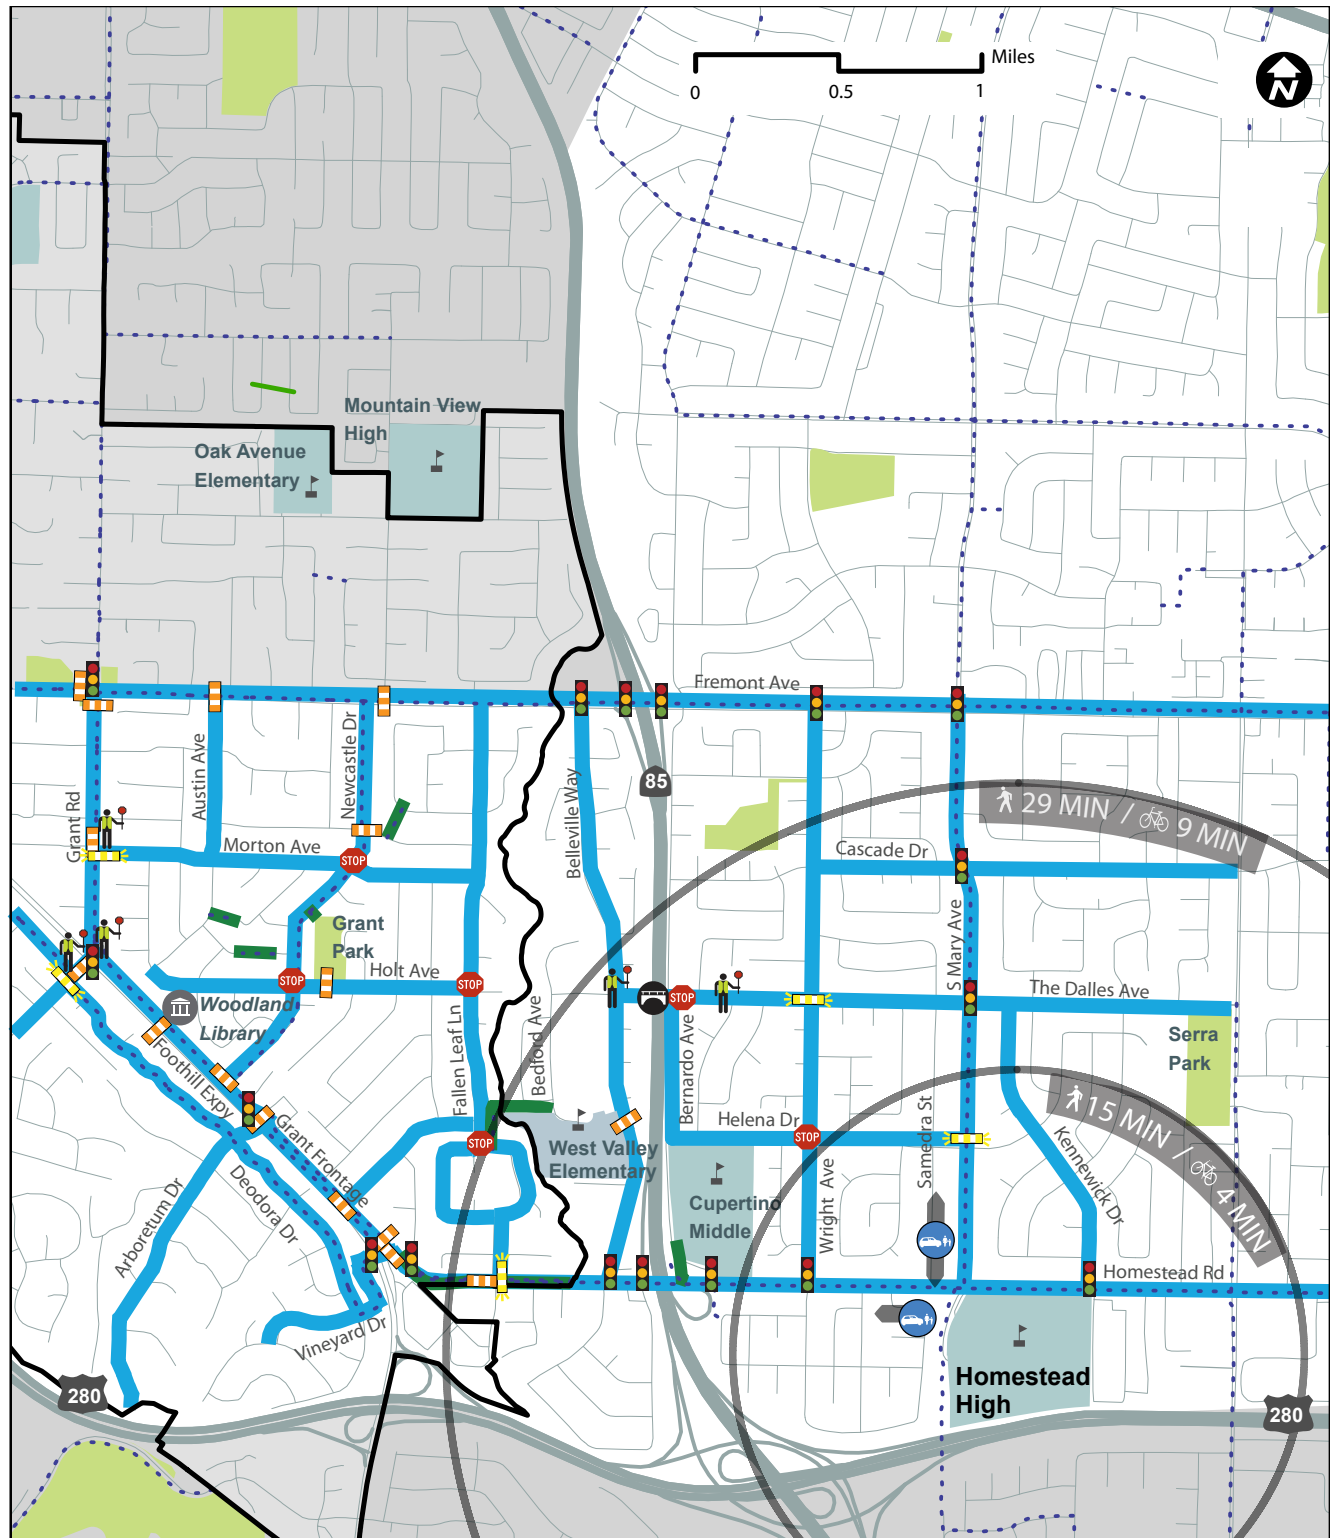 Miles
0 0.5 1
N
Mountain View
High
Oak Avenue
Elementary
Fremont Ave
85
29 MIN / 9 MIN
Grant Rd
Austin Ave
Newcastle Dr
Belleville Way
Morton Ave
STOP
Cascade Dr
Grant
Park
Holt Ave
STOP
STOP
STOP
S Mary Ave
The Dalles Ave
Woodland
Library
Serra
Park
Foothill Expy
Fallen Leaf Ln
Bedford Ave
Bernardo Ave
Helena Dr
STOP
STOP
Samedra St
15 MIN / 4 MIN
Kennewick Dr
Grant Frontage
West Valley
Elementary
Cupertino
Middle
Wright Ave
Arboretum Dr
Deodora Dr
Homestead Rd
Vineyard Dr
Homestead
High
280
280